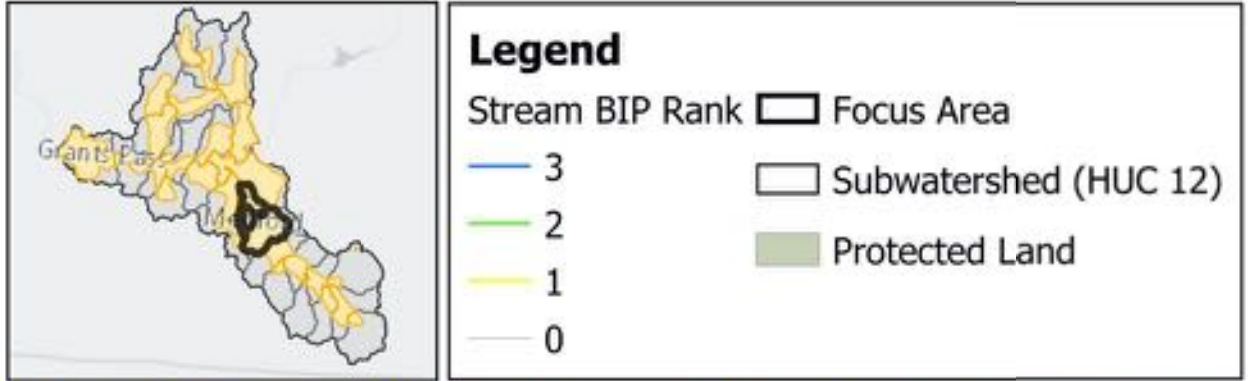 Grants Pass
Legend
Stream BIP Rank
3
2
1
0
Focus Area
Subwatershed (HUC 12)
Protected Land